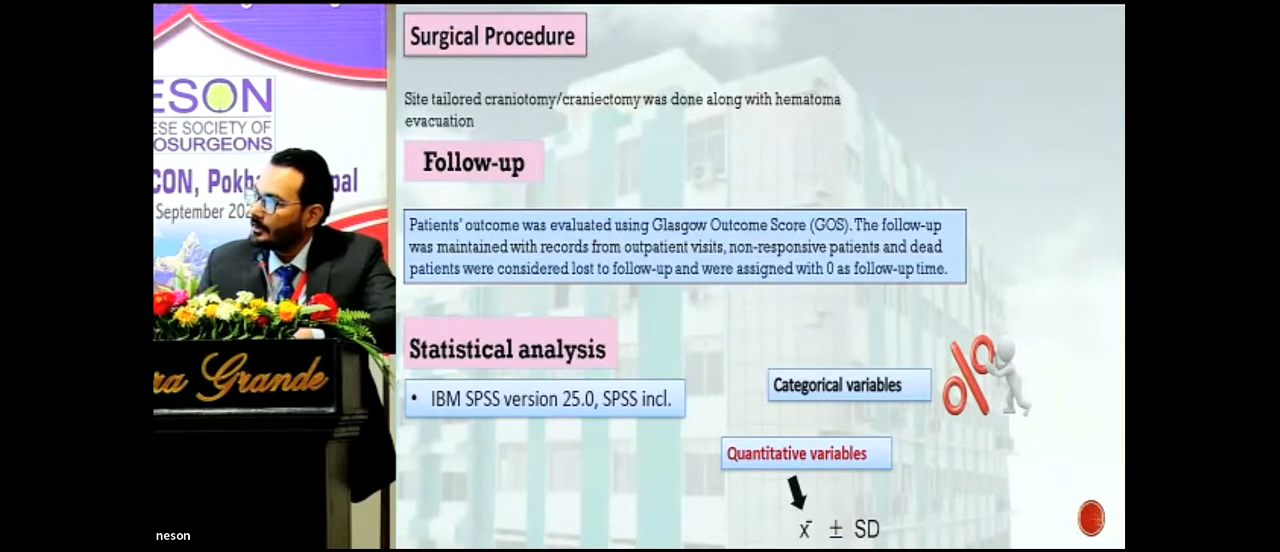 ESON
ESE SOCIETY OF
OSURGEONS
CON, Pokh pal
September 202
ra Grande
neson
Surgical Procedure
Site tailored craniotomy/craniectomy was done along with hematoma
evacuation
Follow-up
Patients' outcome was evaluated using Glasgow Outcome Score (GOS). The follow-up
was maintained with records from outpatient visits, non-responsive patients and dead
patients were considered lost to follow-up and were assigned with 0 as follow-up time.
Statistical analysis
• IBM SPSS version 25.0, SPSS incl.
Categorical variables
%
Quantitative variables
x̄ ± SD